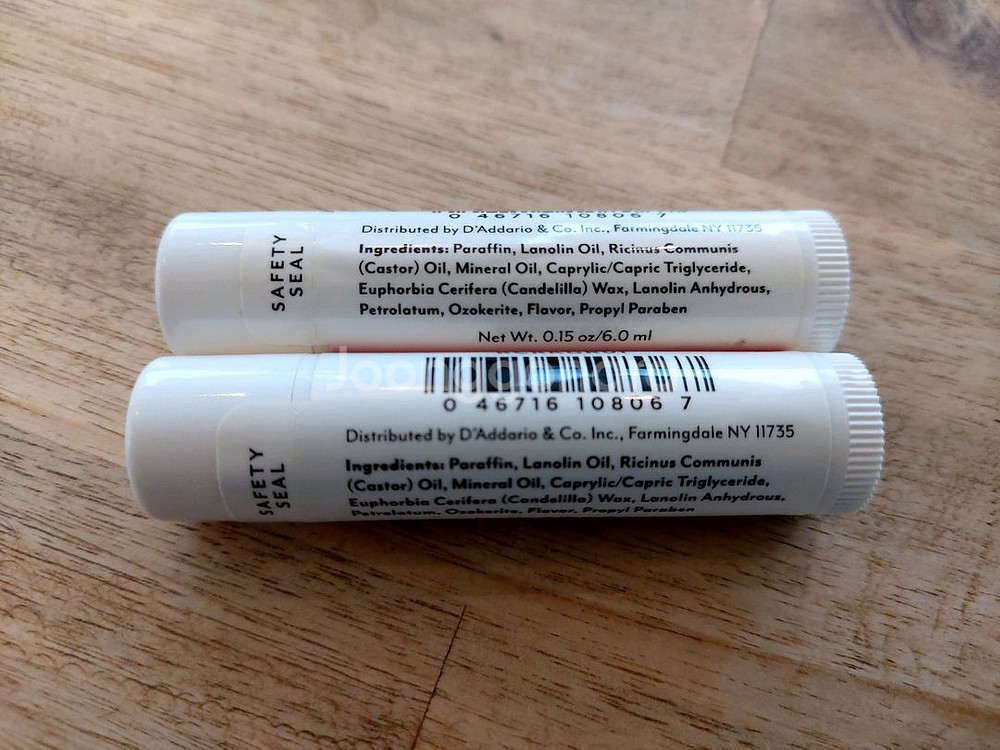 0 46716 10806 7
Distributed by D'Addario & Co. Inc., Farmingdale NY 11735
Ingredients: Paraffin, Lanolin Oil, Ricinus Communis
(Castor) Oil, Mineral Oil, Caprylic/Capric Triglyceride,
Euphorbia Cerifera (Candelilla) Wax, Lanolin Anhydrous,
Petrolatum, Ozokerite, Flavor, Propyl Paraben
Net Wt. 0.15 oz/6.0 ml
SAFETY
SEAL
0 46716 10806 7
Distributed by D'Addario & Co. Inc., Farmingdale NY 11735
Ingredients: Paraffin, Lanolin Oil, Ricinus Communis
(Castor) Oil, Mineral Oil, Caprylic/Capric Triglyceride,
Euphorbia Cerifera (Candelilla) Wax, Lanolin Anhydrous,
Petrolatum, Ozokerite, Flavor, Propyl Paraben
SAFETY
SEAL